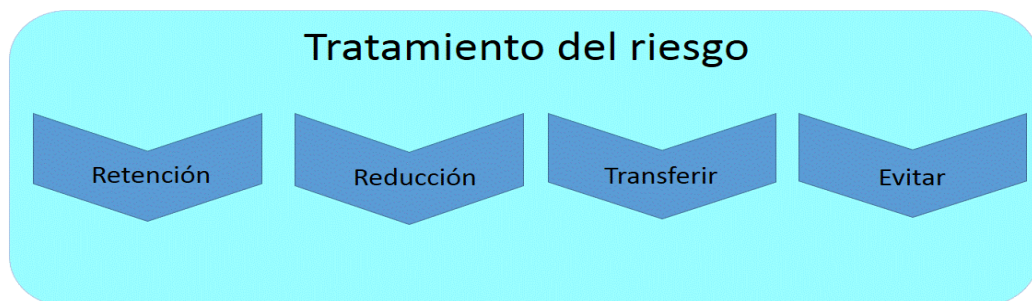 Tratamiento del riesgo
Retención
Reducción
Transferir
Evitar